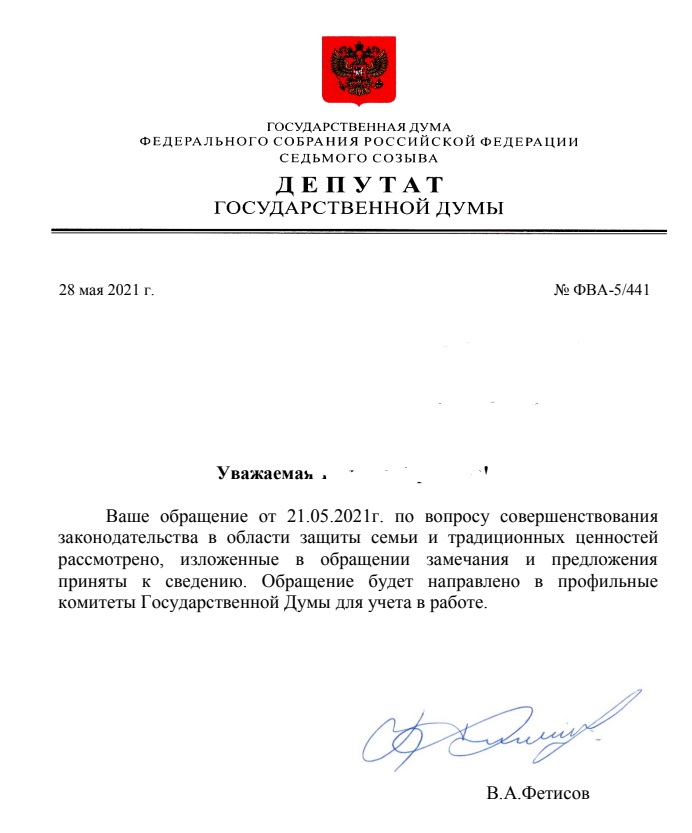 ГОСУДАРСТВЕННАЯ ДУМА
ФЕДЕРАЛЬНОГО СОБРАНИЯ РОССИЙСКОЙ ФЕДЕРАЦИИ
СЕДЬМОГО СОЗЫВА
ДЕПУТАТ
ГОСУДАРСТВЕННОЙ ДУМЫ
28 мая 2021 г. № ФВА-5/441
Уважаемая !
Ваше обращение от 21.05.2021г. по вопросу совершенствования
законодательства в области защиты семьи и традиционных ценностей
рассмотрено, изложенные в обращении замечания и предложения
приняты к сведению. Обращение будет направлено в профильные
комитеты Государственной Думы для учета в работе.
В.А.Фетисов